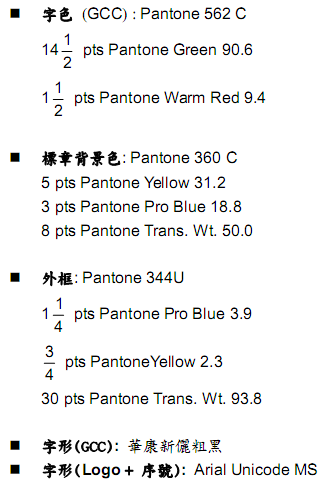 ■ 字色 (GCC) : Pantone 562 C
14 1/2 pts Pantone Green 90.6
1 1/2 pts Pantone Warm Red 9.4
■ 標章背景色: Pantone 360 C
5 pts Pantone Yellow 31.2
3 pts Pantone Pro Blue 18.8
8 pts Pantone Trans. Wt. 50.0
■ 外框: Pantone 344U
1 1/4 pts Pantone Pro Blue 3.9
3/4 pts PantoneYellow 2.3
30 pts Pantone Trans. Wt. 93.8
■ 字形(GCC): 華康新儷粗黑
■ 字形(Logo + 序號): Arial Unicode MS